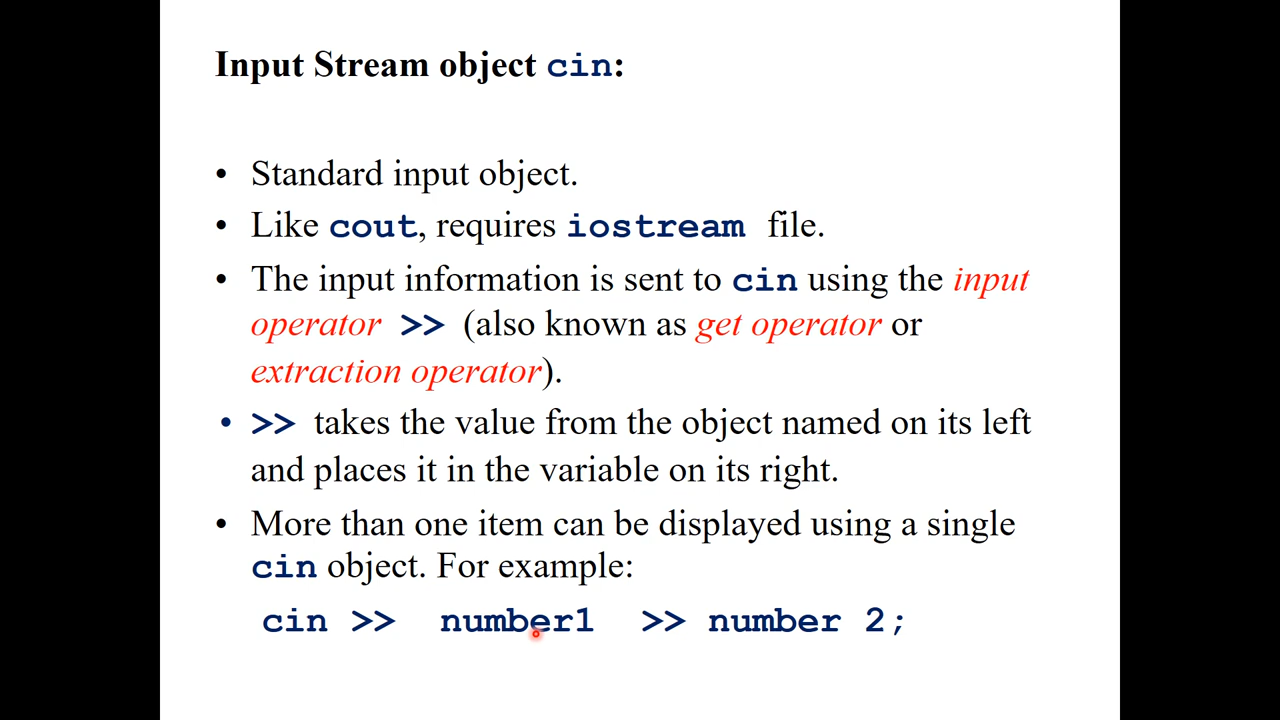 Input Stream object cin:
• Standard input object.
• Like cout, requires iostream file.
• The input information is sent to cin using the input
operator >> (also known as get operator or
extraction operator).
• >> takes the value from the object named on its left
and places it in the variable on its right.
• More than one item can be displayed using a single
cin object. For example:
cin >> number1 >> number 2;